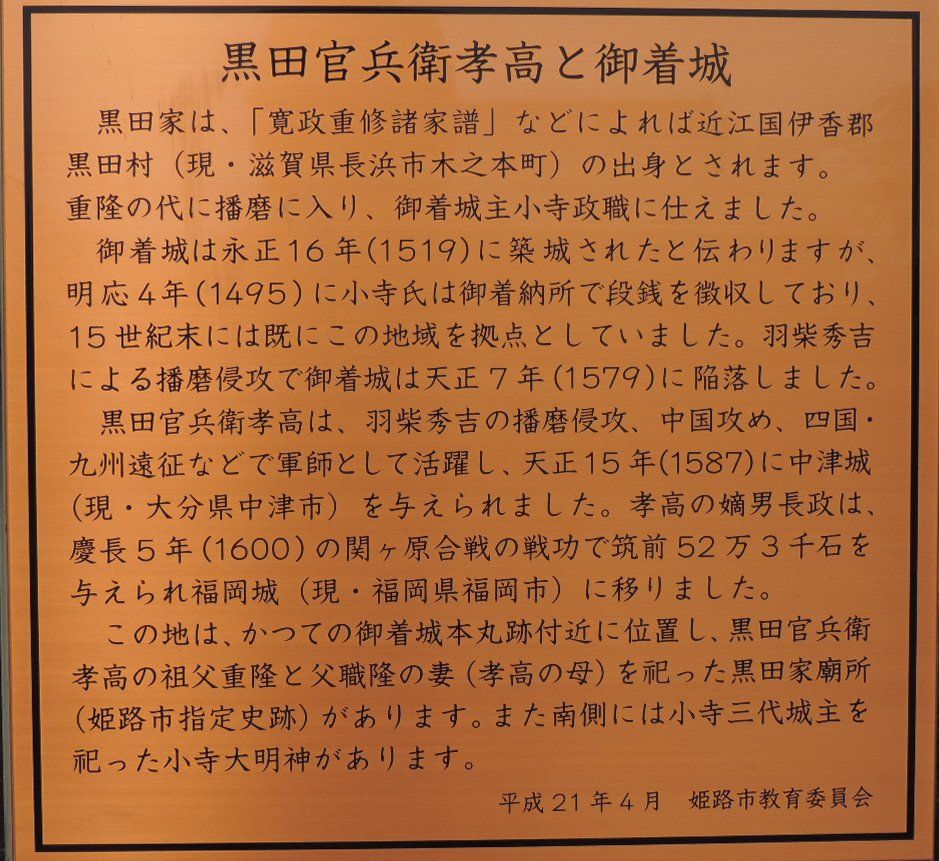 黒田官兵衛孝高と御着城
黒田家は、「寛政重修諸家譜」などによれば近江国伊香郡
黒田村（現・滋賀県長浜市木之本町）の出身とされます。
重隆の代に播磨に入り、御着城主小寺政職に仕えました。
御着城は永正16年(1519)に築城されたと伝わりますが、
明応4年(1495)に小寺氏は御着納所で段銭を徴収しており、
15世紀末には既にこの地域を拠点としていました。羽柴秀吉
による播磨侵攻で御着城は天正7年(1579)に陥落しました。
黒田官兵衛孝高は、羽柴秀吉の播磨侵攻、中国攻め、四国・
九州遠征などで軍師として活躍し、天正15年(1587)に中津城
（現・大分県中津市）を与えられました。孝高の嫡男長政は、
慶長5年(1600)の関ヶ原合戦の戦功で筑前52万3千石を
与えられ福岡城（現・福岡県福岡市）に移りました。
この地は、かつての御着城本丸跡付近に位置し、黒田官兵衛
孝高の祖父重隆と父職隆の妻（孝高の母）を祀った黒田家廟所
（姫路市指定史跡）があります。また南側には小寺三代城主を
祀った小寺大明神があります。
平成21年4月　姫路市教育委員会